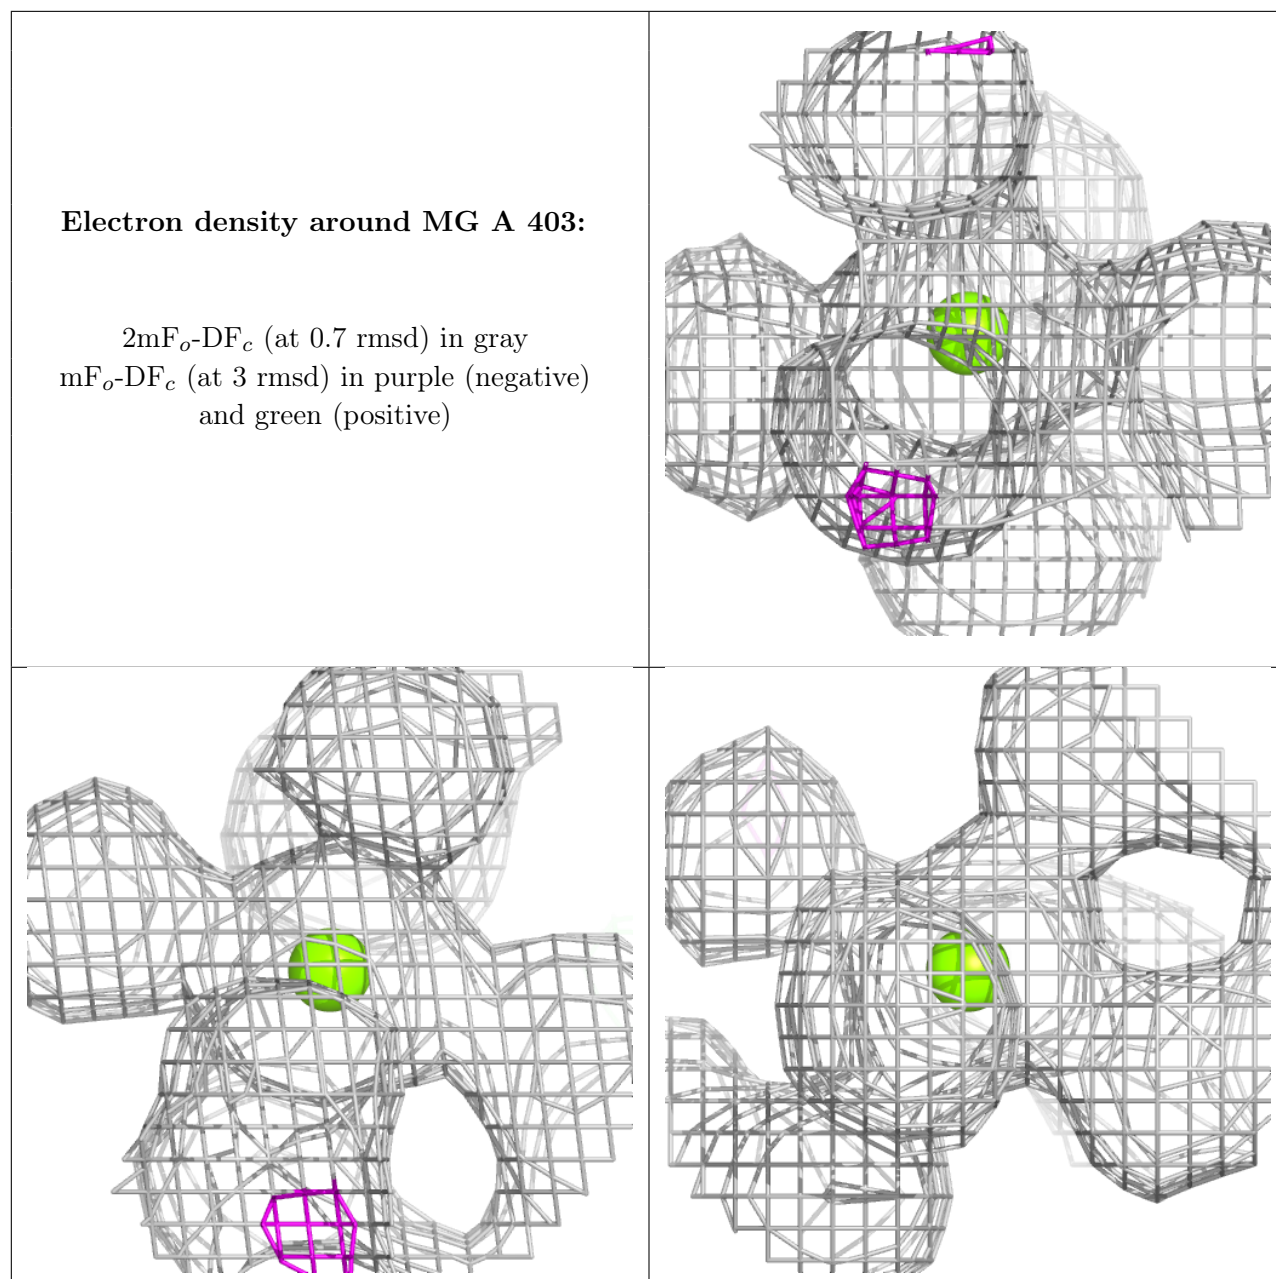 Electron density around MG A 403:
2mFo-DFc (at 0.7 rmsd) in gray
mFo-DFc (at 3 rmsd) in purple (negative)
and green (positive)